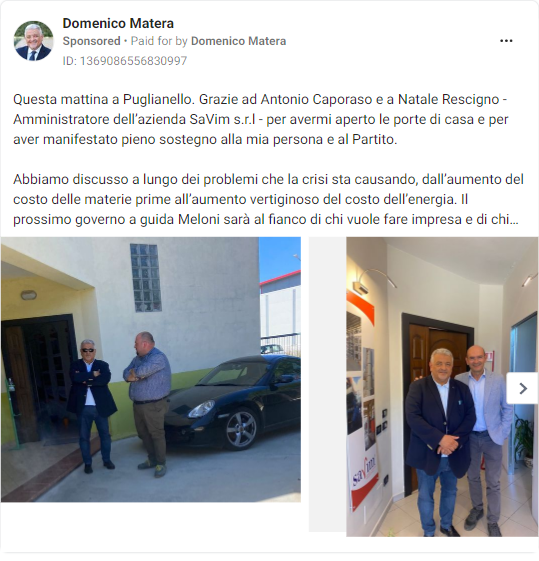 Domenico Matera
Sponsored • Paid for by Domenico Matera
ID: 1369086556830997
Questa mattina a Puglianello. Grazie ad Antonio Caporaso e a Natale Rescigno -
Amministratore dell'azienda SaVim s.r.l - per avermi aperto le porte di casa e per
aver manifestato pieno sostegno alla mia persona e al Partito.
Abbiamo discusso a lungo dei problemi che la crisi sta causando, dall'aumento del
costo delle materie prime all'aumento vertiginoso del costo dell'energia. Il
prossimo governo a guida Meloni sarà al fianco di chi vuole fare impresa e di chi...
savim